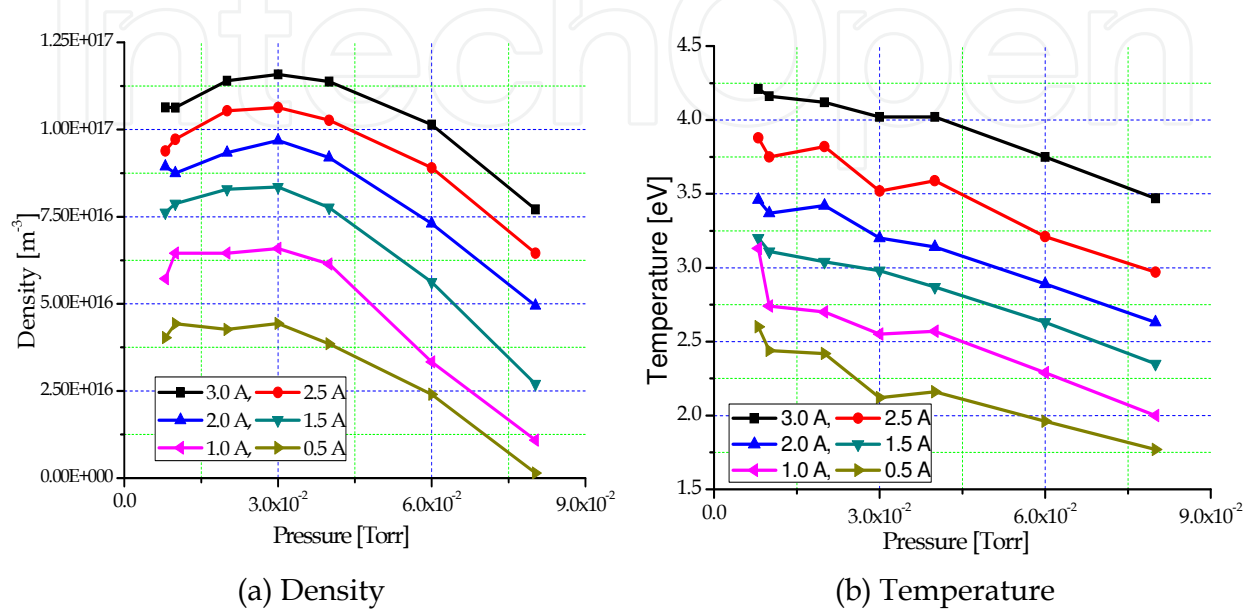 IntechOpen
1.25E+017
1.00E+017
7.50E+016
5.00E+016
2.50E+016
0.00E+000
Density [m⁻³]
3.0 A, 2.5 A
2.0 A, 1.5 A
1.0 A, 0.5 A
0.0 3.0x10⁻² 6.0x10⁻² 9.0x10⁻²
Pressure [Torr]
(a) Density
4.5
4.0
3.5
3.0
2.5
2.0
1.5
Temperature [eV]
3.0 A, 2.5 A
2.0 A, 1.5 A
1.0 A, 0.5 A
0.0 3.0x10⁻² 6.0x10⁻² 9.0x10⁻²
Pressure [Torr]
(b) Temperature